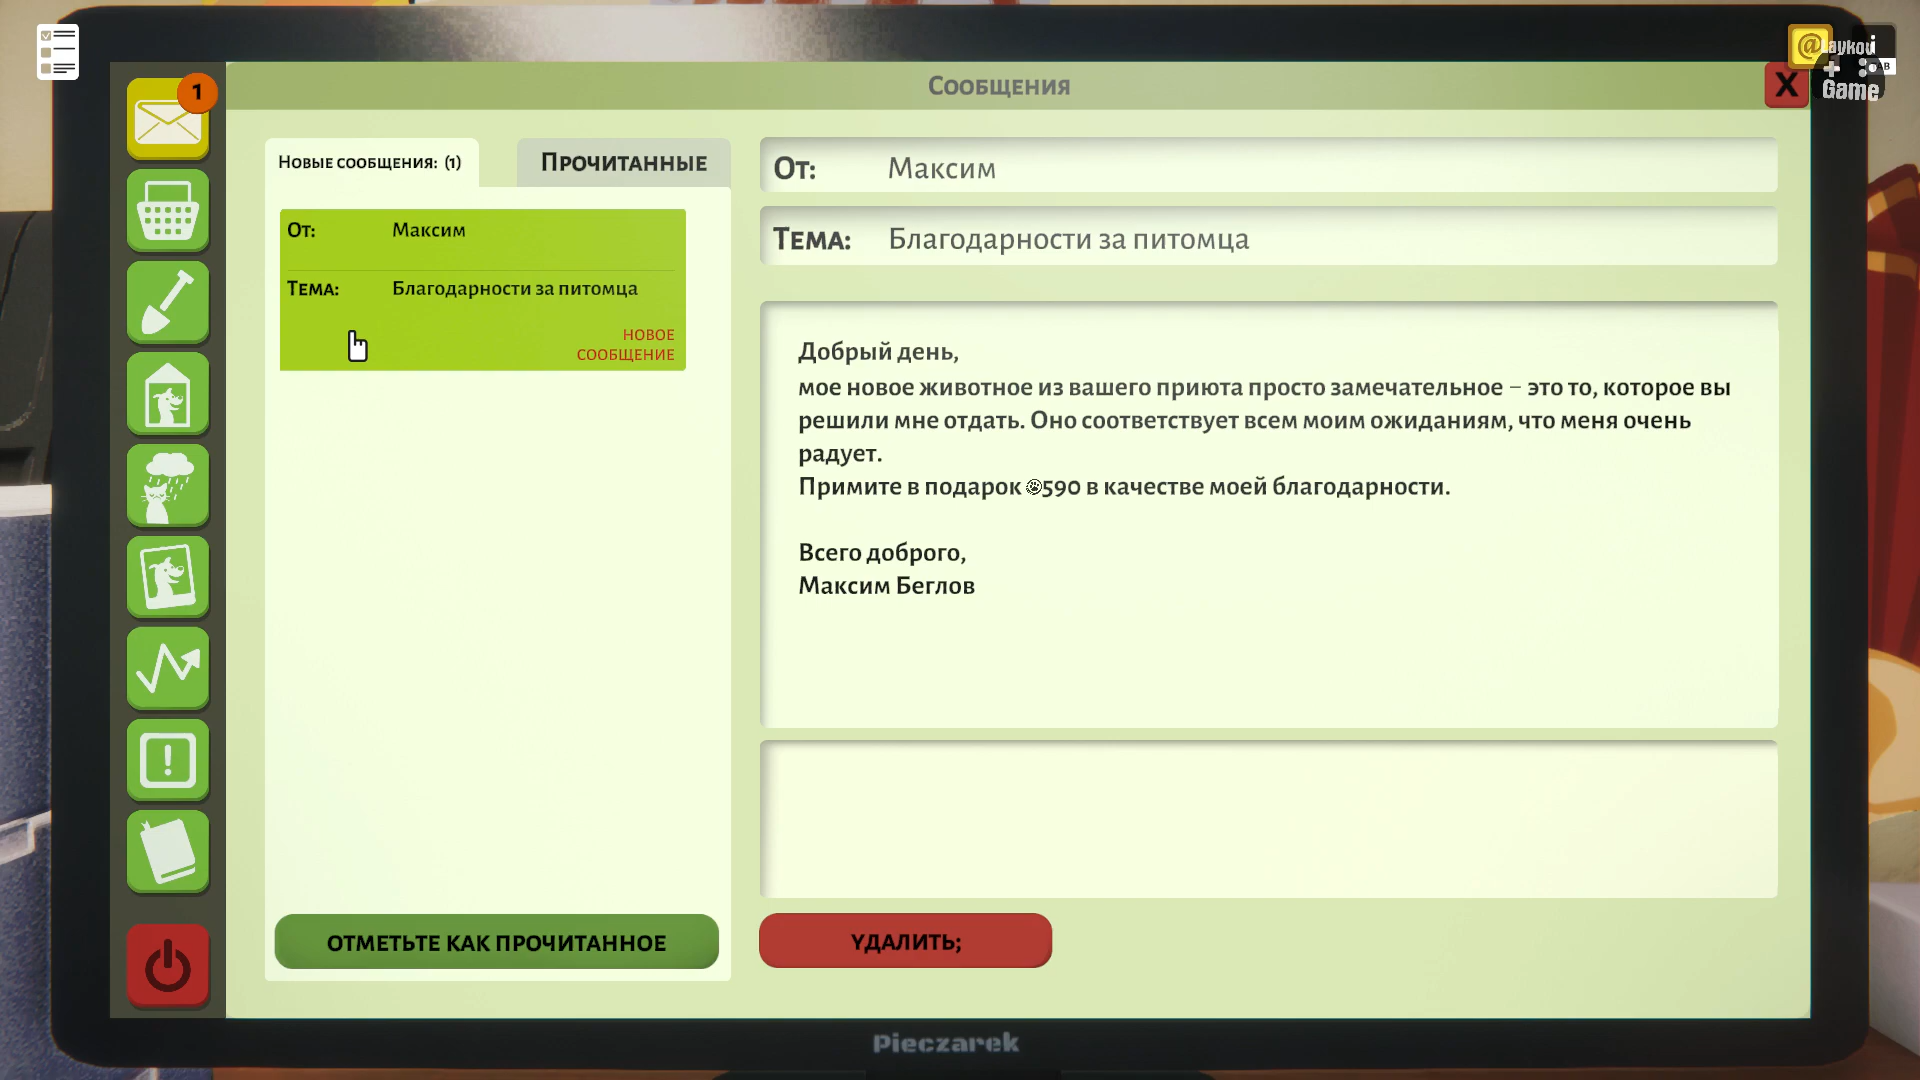 1
Сообщения
X
@laykou
Game
AB
Новые сообщения: (1)
Прочитанные
От: Максим
Тема: Благодарности за питомца
НОВОЕ
СООБЩЕНИЕ
ОТМЕТЬТЕ КАК ПРОЧИТАННОЕ
От: Максим
Тема: Благодарности за питомца
Добрый день,
мое новое животное из вашего приюта просто замечательное – это то, которое вы
решили мне отдать. Оно соответствует всем моим ожиданиям, что меня очень
радует.
Примите в подарок 590 в качестве моей благодарности.
Всего доброго,
Максим Беглов
УДАЛИТЬ;
Pieczarek